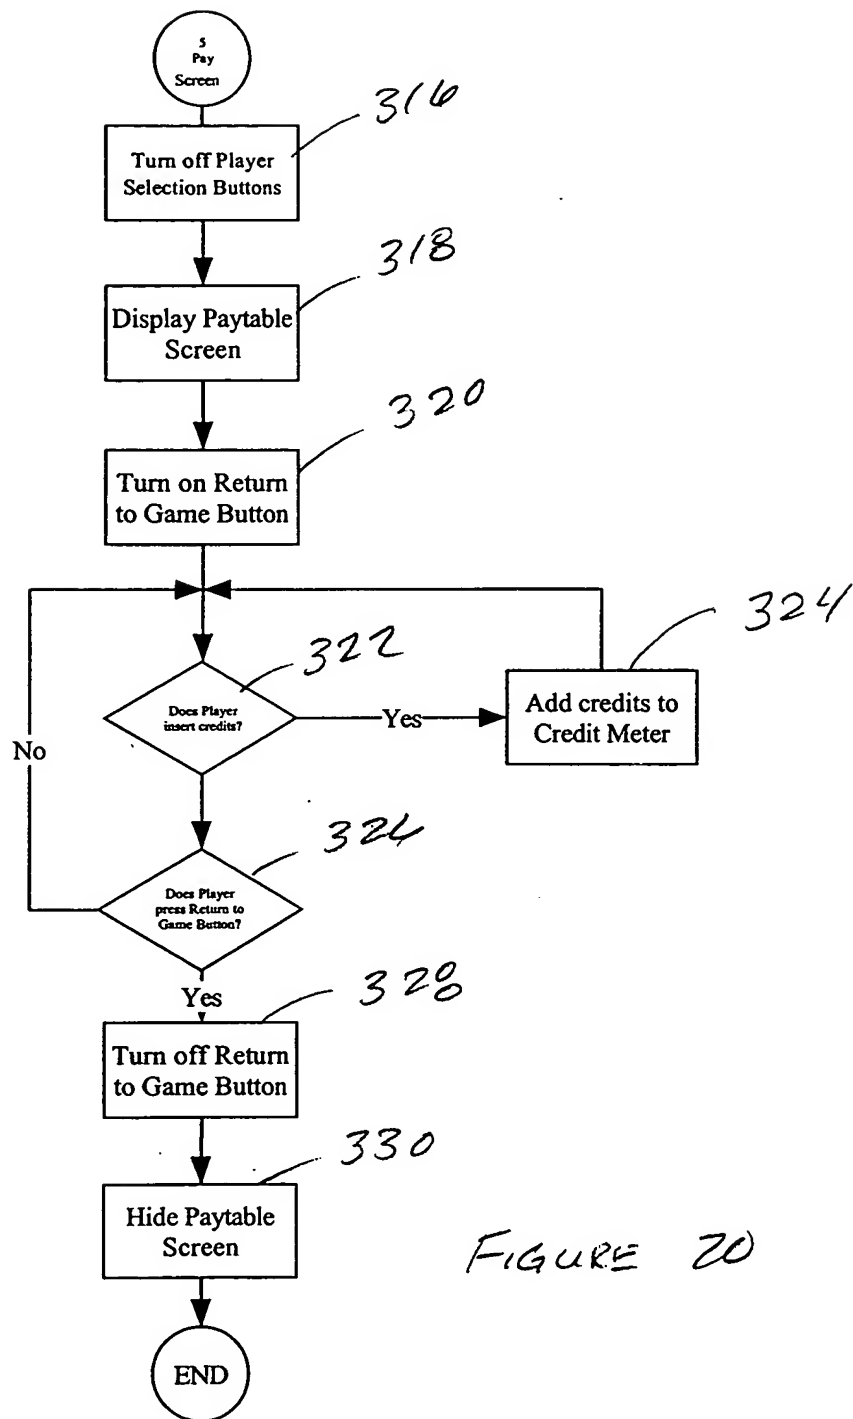 5
Pay
Screen
316
Turn off Player
Selection Buttons
318
Display Paytable
Screen
320
Turn on Return
to Game Button
322
324
Does Player
insert credits?
Yes
Add credits to
Credit Meter
No
326
Does Player
press Return to
Game Button?
Yes
328
Turn off Return
to Game Button
330
Hide Paytable
Screen
FIGURE 20
END